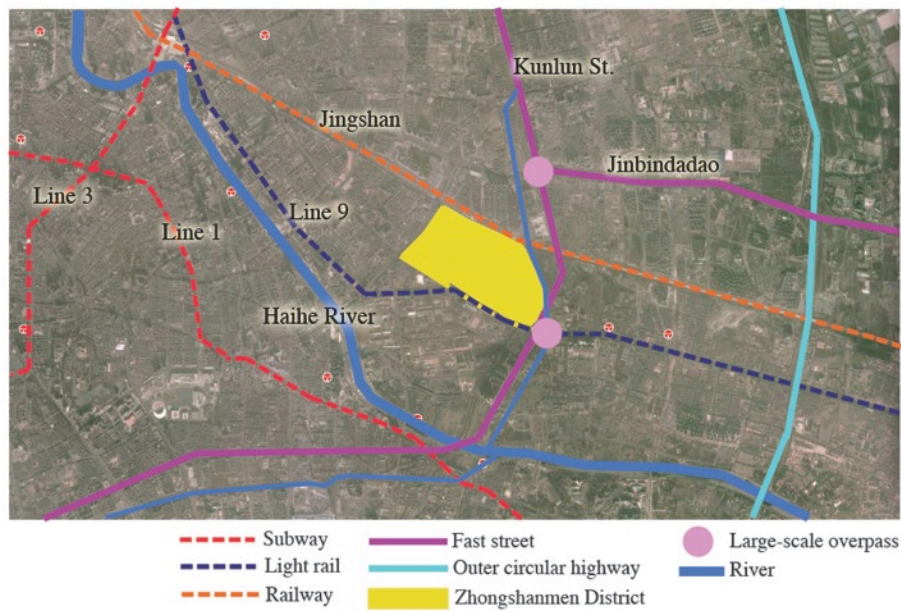 Kunlun St.
Jingshan
Jinbindadao
Line 3
Line 9
Line 1
Haihe River
Subway
Fast street
Large-scale overpass
Light rail
Outer circular highway
River
Railway
Zhongshanmen District